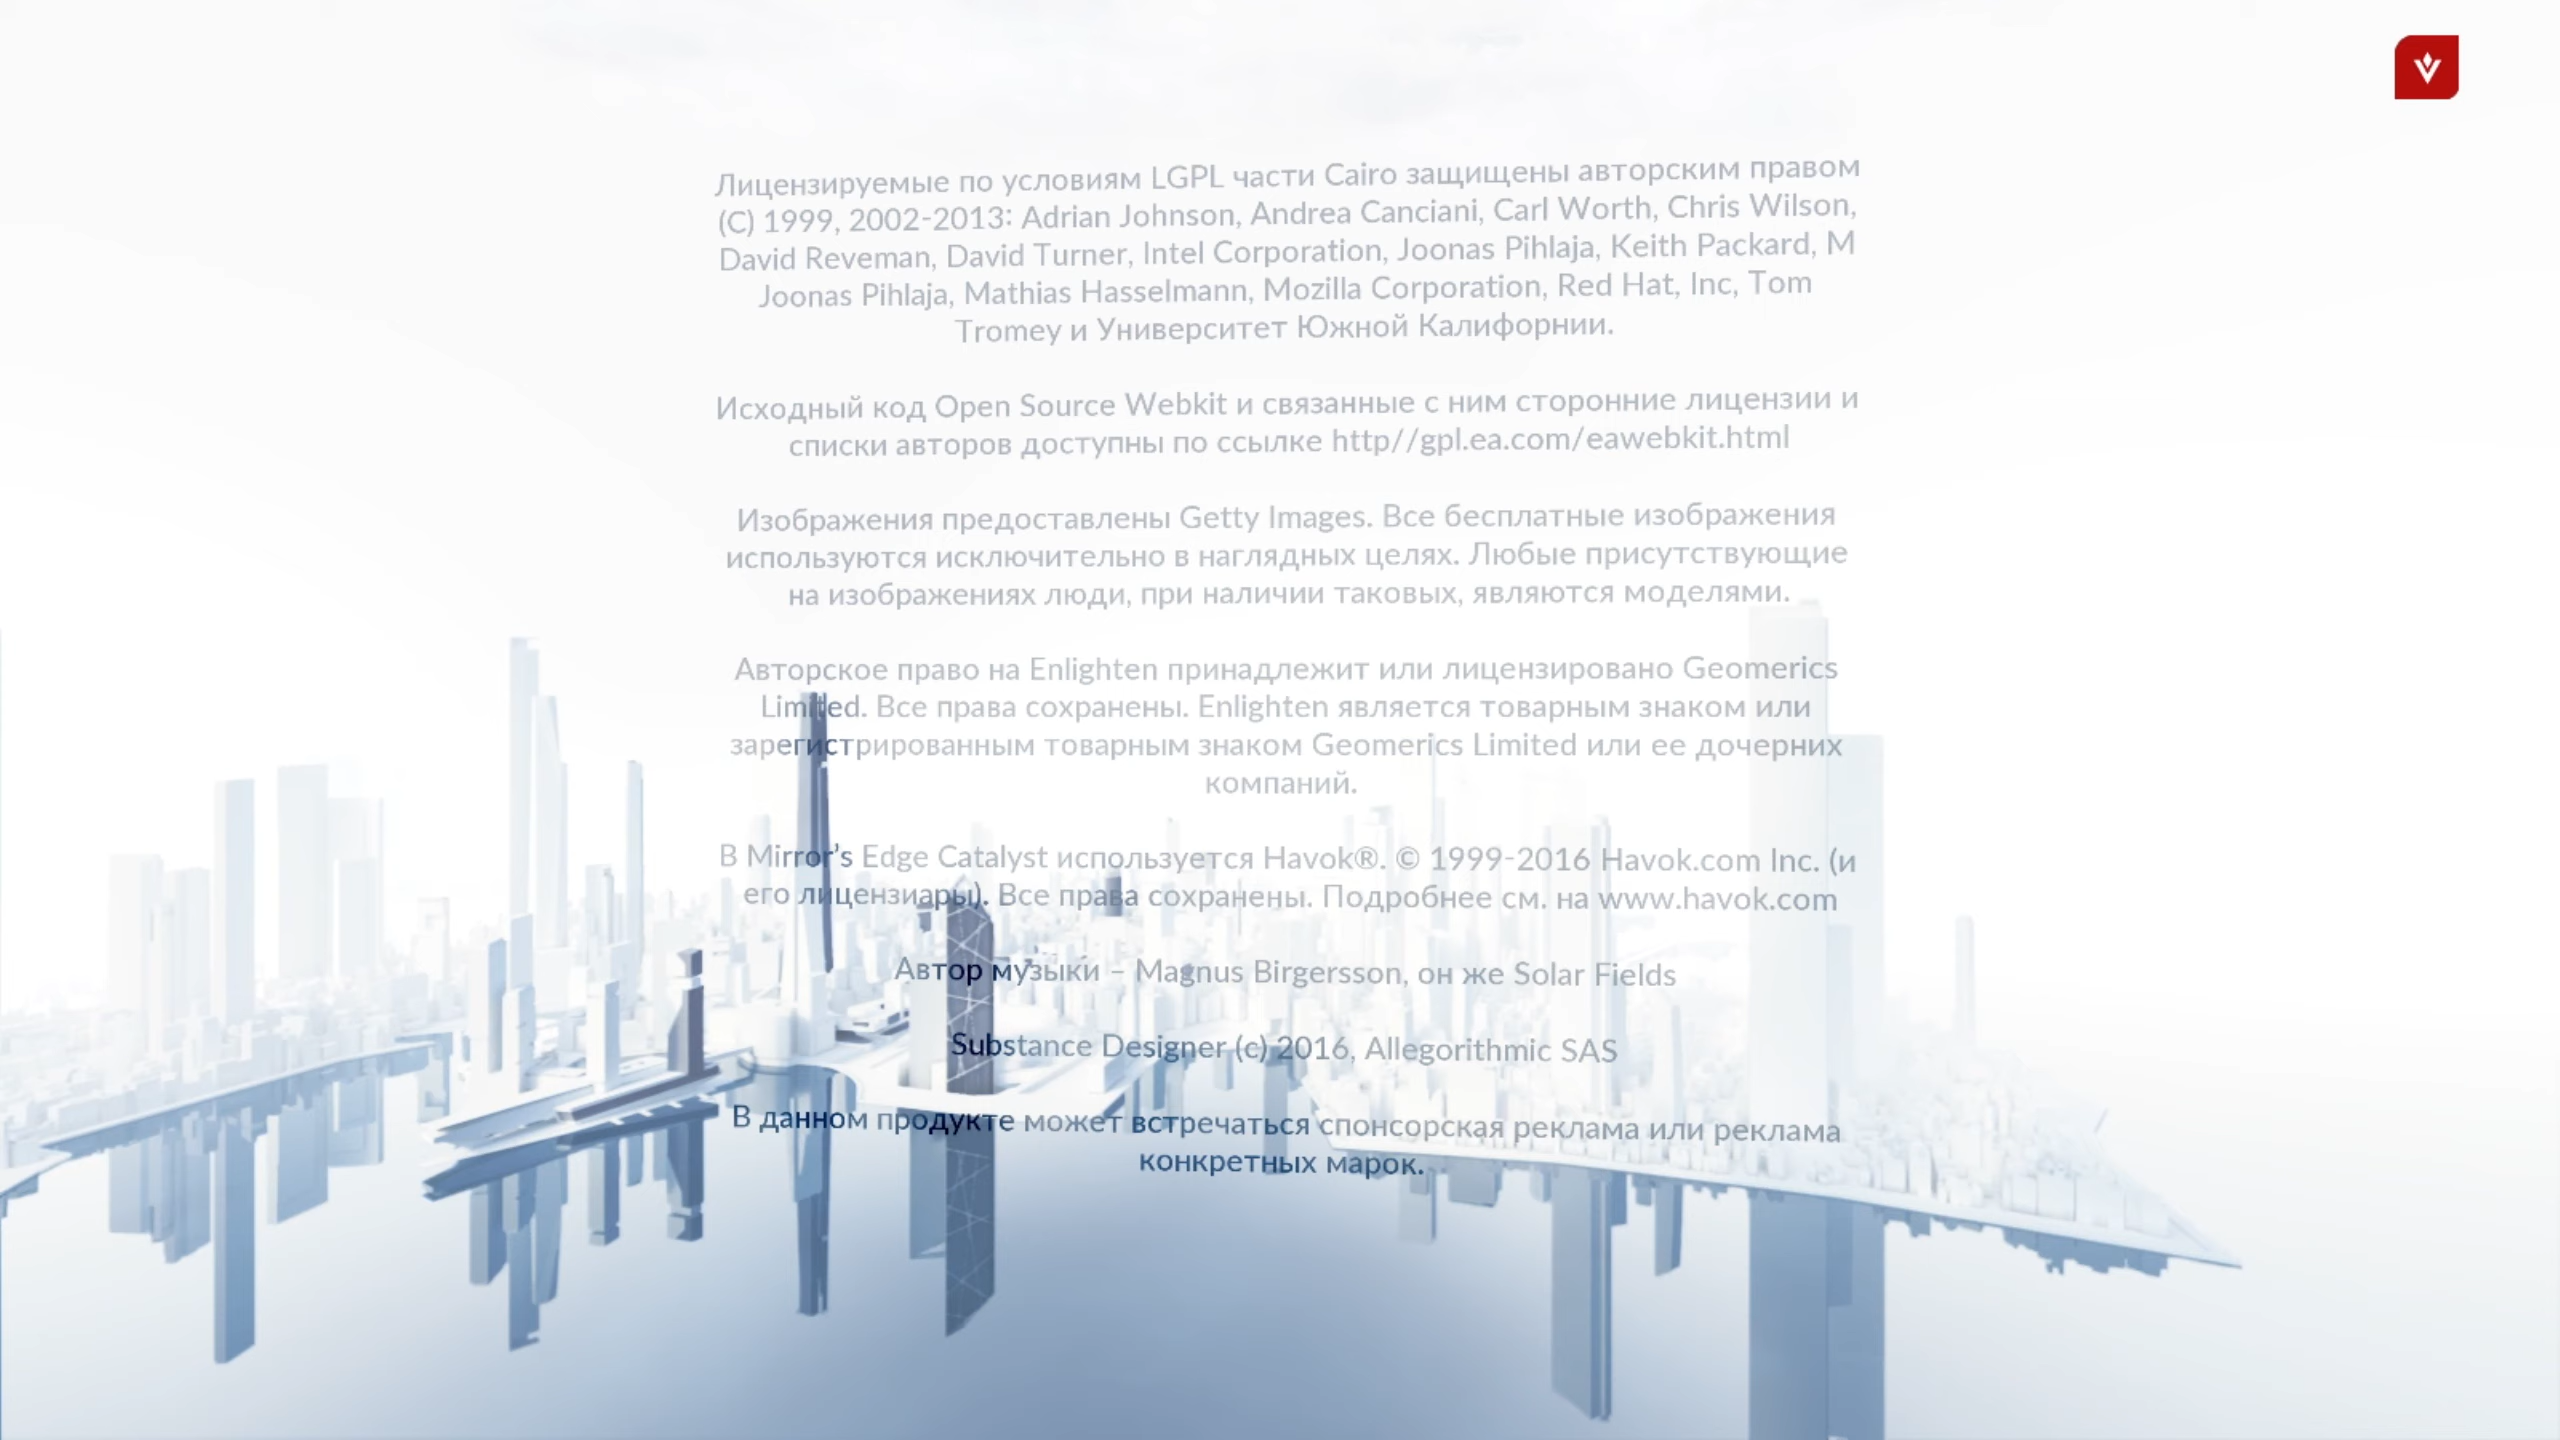 Лицензируемые по условиям LGPL части Cairo защищены авторским правом
(C) 1999, 2002-2013: Adrian Johnson, Andrea Canciani, Carl Worth, Chris Wilson,
David Reveman, David Turner, Intel Corporation, Joonas Pihlaja, Keith Packard, M
Joonas Pihlaja, Mathias Hasselmann, Mozilla Corporation, Red Hat, Inc, Tom
Tromey и Университет Южной Калифорнии.
Исходный код Open Source Webkit и связанные с ним сторонние лицензии и
списки авторов доступны по ссылке http//gpl.ea.com/eawebkit.html
Изображения предоставлены Getty Images. Все бесплатные изображения
используются исключительно в наглядных целях. Любые присутствующие
на изображениях люди, при наличии таковых, являются моделями.
Авторское право на Enlighten принадлежит или лицензировано Geomerics
Limited. Все права сохранены. Enlighten является товарным знаком или
зарегистрированным товарным знаком Geomerics Limited или ее дочерних
компаний.
В Mirror's Edge Catalyst используется Havok®. © 1999-2016 Havok.com Inc. (и
его лицензиары). Все права сохранены. Подробнее см. на www.havok.com
Автор музыки – Magnus Birgersson, он же Solar Fields
Substance Designer (c) 2016, Allegorithmic SAS
В данном продукте может встречаться спонсорская реклама или реклама
конкретных марок.